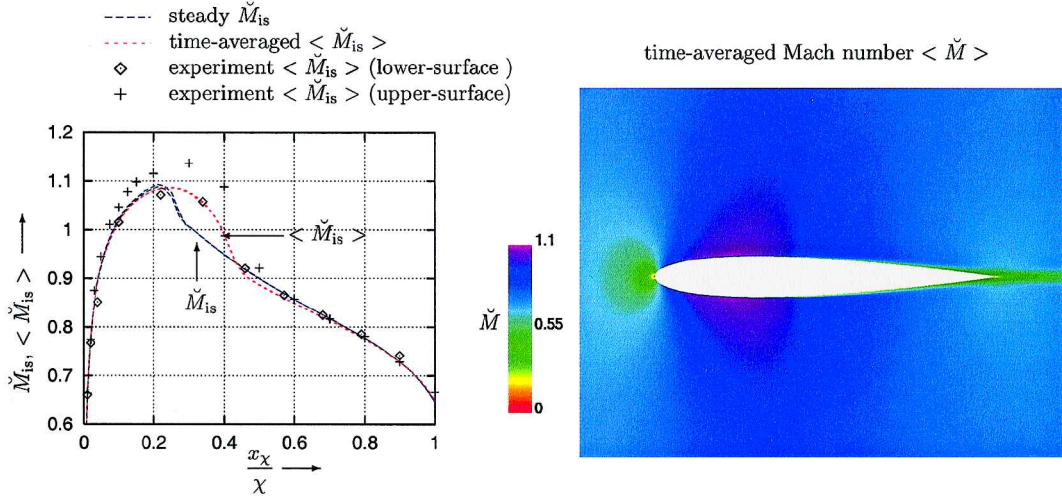 steady M̆is
time-averaged < M̆is >
experiment < M̆is > (lower-surface )
experiment < M̆is > (upper-surface)
time-averaged Mach number < M̆ >
M̆is, < M̆is > →
1.2
1.1
1
0.9
0.8
0.7
0.6
0 0.2 0.4 0.6 0.8 1
xχ/χ →
< M̆is >
M̆is
M̆
1.1
0.55
0